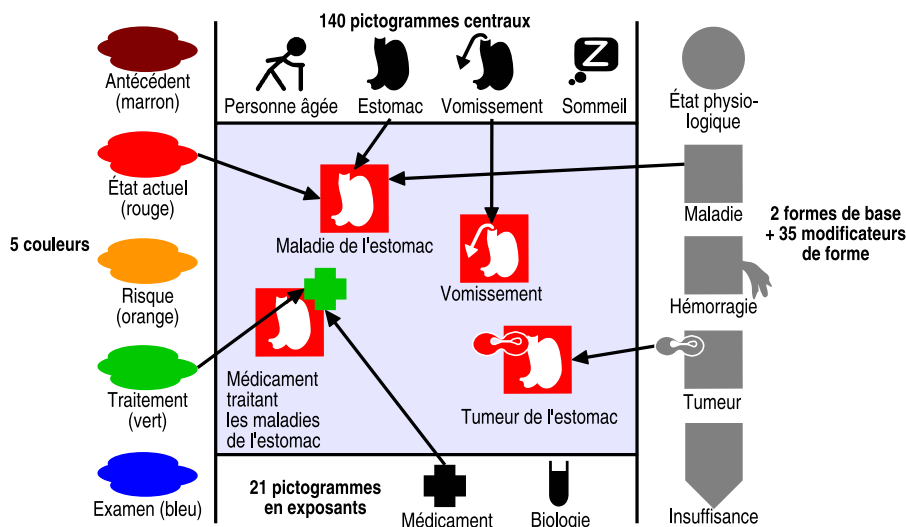 140 pictogrammes centraux
Personne âgée
Estomac
Vomissement
Sommeil
5 couleurs
Antécédent
(marron)
État actuel
(rouge)
Risque
(orange)
Traitement
(vert)
Examen (bleu)
Maladie de l'estomac
Vomissement
Médicament
traitant
les maladies
de l'estomac
Tumeur de l'estomac
21 pictogrammes
en exposants
Médicament
Biologie
État physio-
logique
Maladie
Hémorragie
Tumeur
Insuffisance
2 formes de base
+ 35 modificateurs
de forme